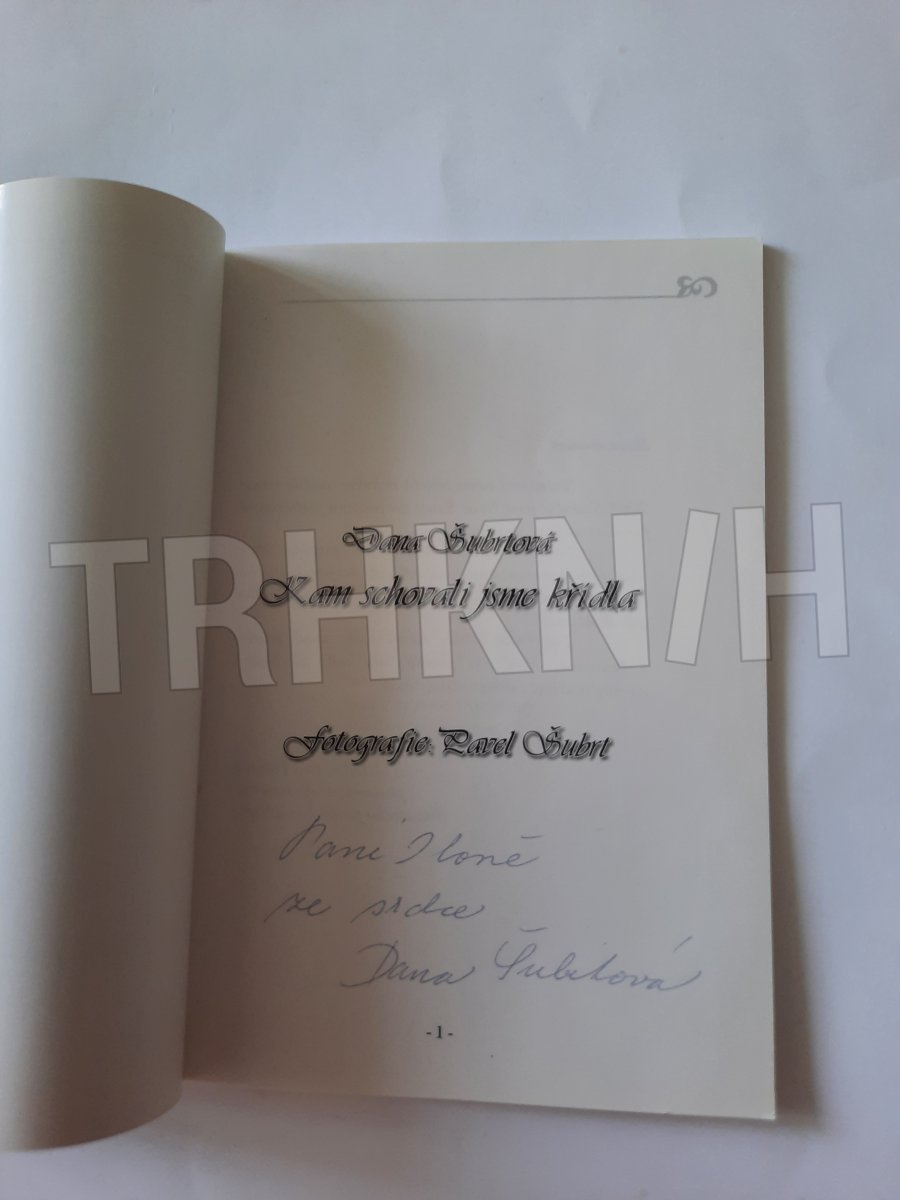 Dana Šubrtová
Kam schovali jsme křídla
TRHKNIH
Fotografie: Pavel Šubrt
Paní Iloně
ze srdce
Dana Šubrtová
- 1 -